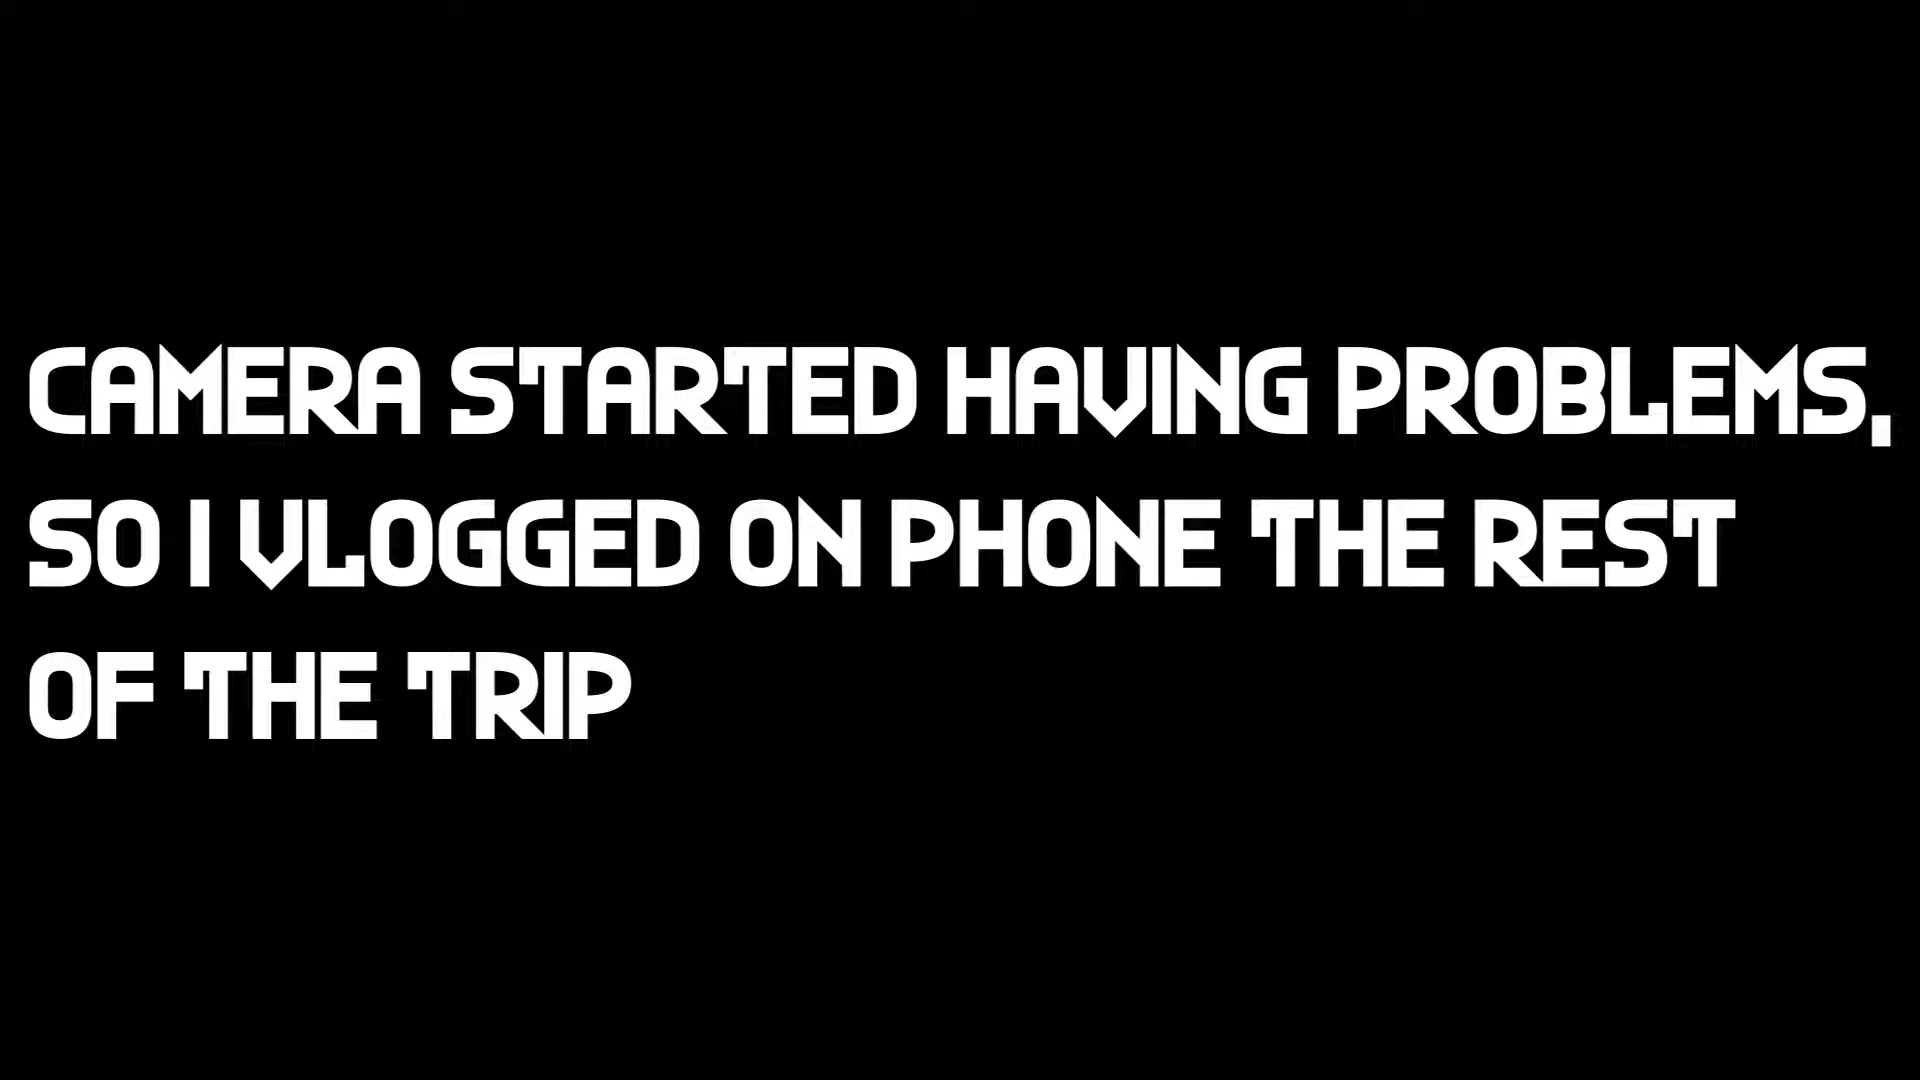 CAMERA STARTED HAVING PROBLEMS,
SO I VLOGGED ON PHONE THE REST
OF THE TRIP